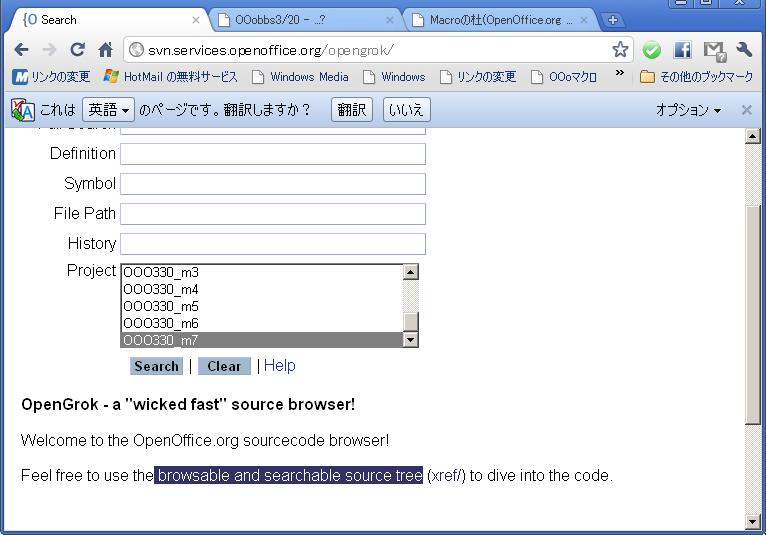 {O Search
OOobbs3/20 - ...?
Macroの杜(OpenOffice.org ...
svn.services.openoffice.org/opengrok/
リンクの変更 HotMail の無料サービス Windows Media Windows リンクの変更 OOoマクロ » その他のブックマーク
これは 英語 のページです。翻訳しますか？ 翻訳 いいえ オプション
Definition
Symbol
File Path
History
Project
OOO330_m3
OOO330_m4
OOO330_m5
OOO330_m6
OOO330_m7
Search | Clear | Help
OpenGrok - a "wicked fast" source browser!
Welcome to the OpenOffice.org sourcecode browser!
Feel free to use the browsable and searchable source tree (xref/) to dive into the code.